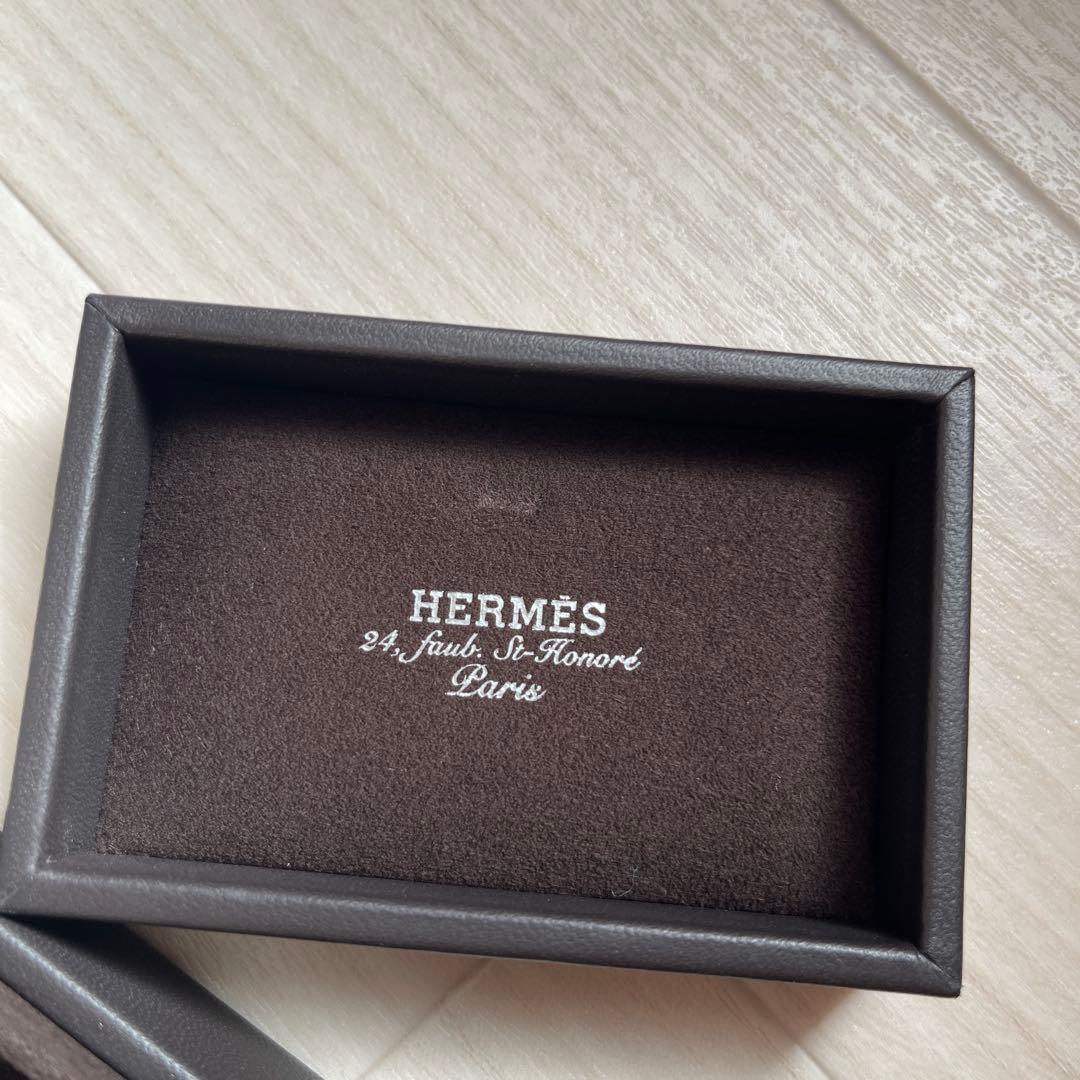 HERMÈS
24, faub. St-Honoré
Paris